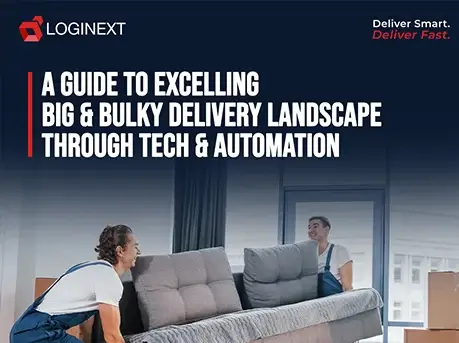 LOGINEXT
Deliver Smart.
Deliver Fast.
A GUIDE TO EXCELLING
BIG & BULKY DELIVERY LANDSCAPE
THROUGH TECH & AUTOMATION